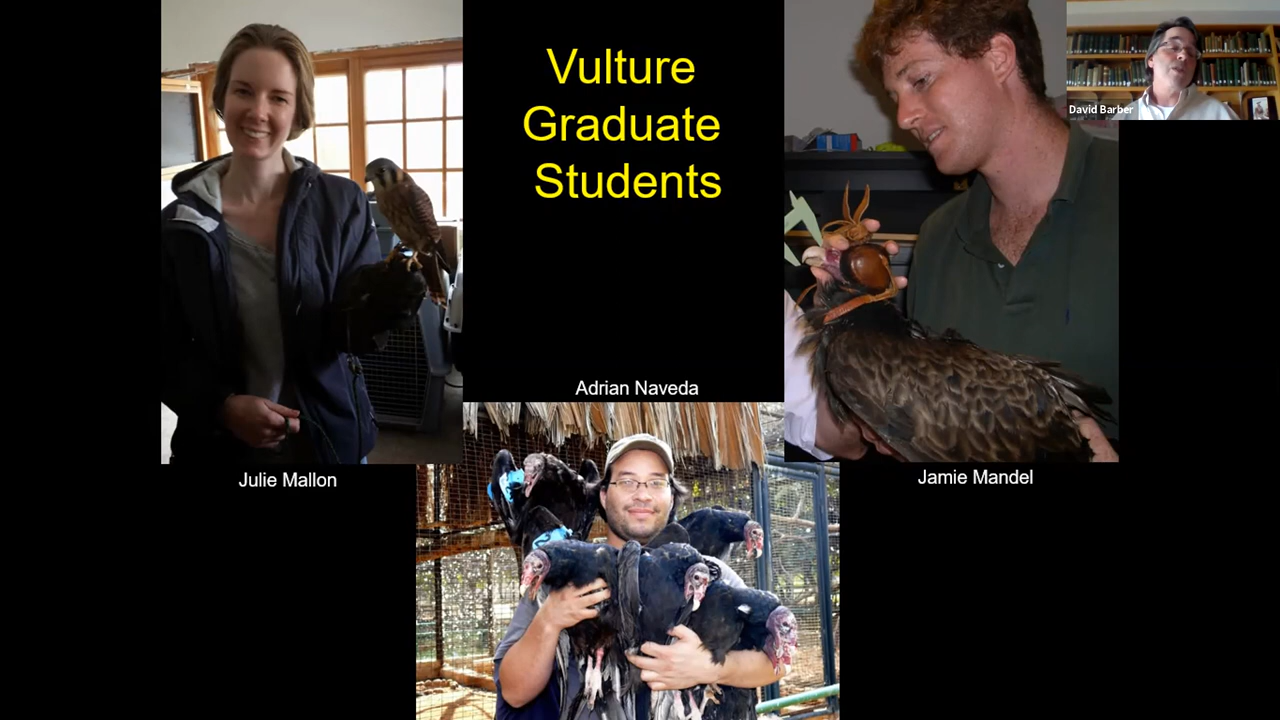 Vulture
Graduate
Students
David Barber
Adrian Naveda
Julie Mallon
Jamie Mandel